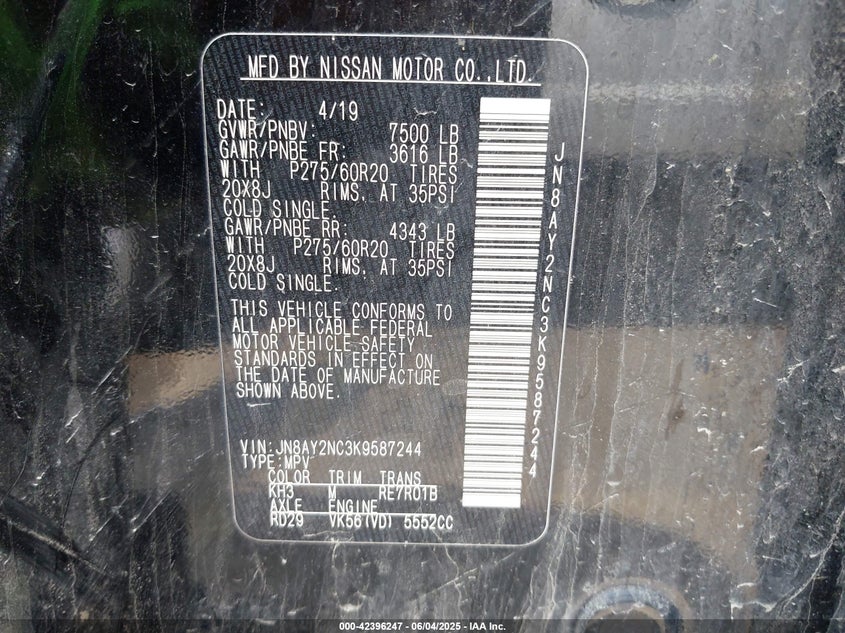 MFD BY NISSAN MOTOR CO.,LTD.
DATE: 4/19
GVWR/PNBV: 7500 LB
GAWR/PNBE FR: 3616 LB
WITH P275/60R20 TIRES
20X8J RIMS, AT 35PSI
COLD SINGLE.
GAWR/PNBE RR: 4343 LB
WITH P275/60R20 TIRES
20X8J RIMS, AT 35PSI
COLD SINGLE.
THIS VEHICLE CONFORMS TO
ALL APPLICABLE FEDERAL
MOTOR VEHICLE SAFETY
STANDARDS IN EFFECT ON
THE DATE OF MANUFACTURE
SHOWN ABOVE.
VIN:JN8AY2NC3K9587244
TYPE:MPV
COLOR TRIM TRANS
KH3 M RE7R01B
AXLE ENGINE
RD29 VK56(VD) 5552CC
JN8AY2NC3K9587244
000-42396247 - 06/04/2025 - IAA Inc.